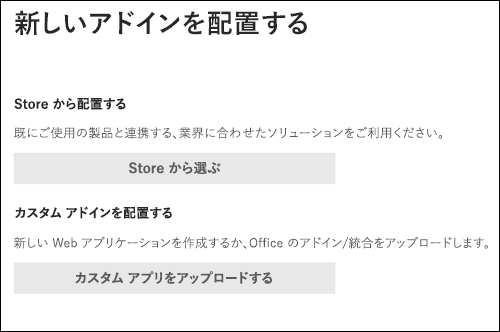 新しいアドインを配置する
Store から配置する
既にご使用の製品と連携する、業界に合わせたソリューションをご利用ください。
Store から選ぶ
カスタム アドインを配置する
新しい Web アプリケーションを作成するか、Office のアドイン/統合をアップロードします。
カスタム アプリをアップロードする